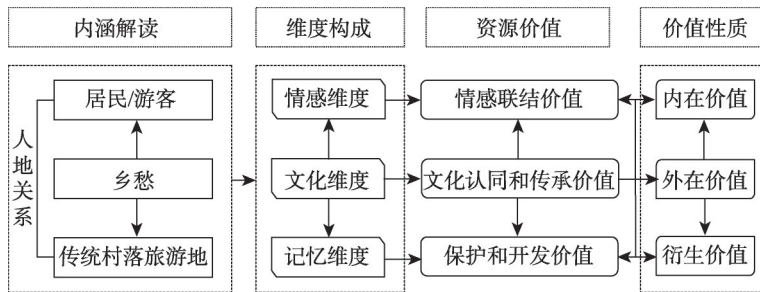 内涵解读
维度构成
资源价值
价值性质
人地关系
居民/游客
乡愁
传统村落旅游地
情感维度
文化维度
记忆维度
情感联结价值
文化认同和传承价值
保护和开发价值
内在价值
外在价值
衍生价值